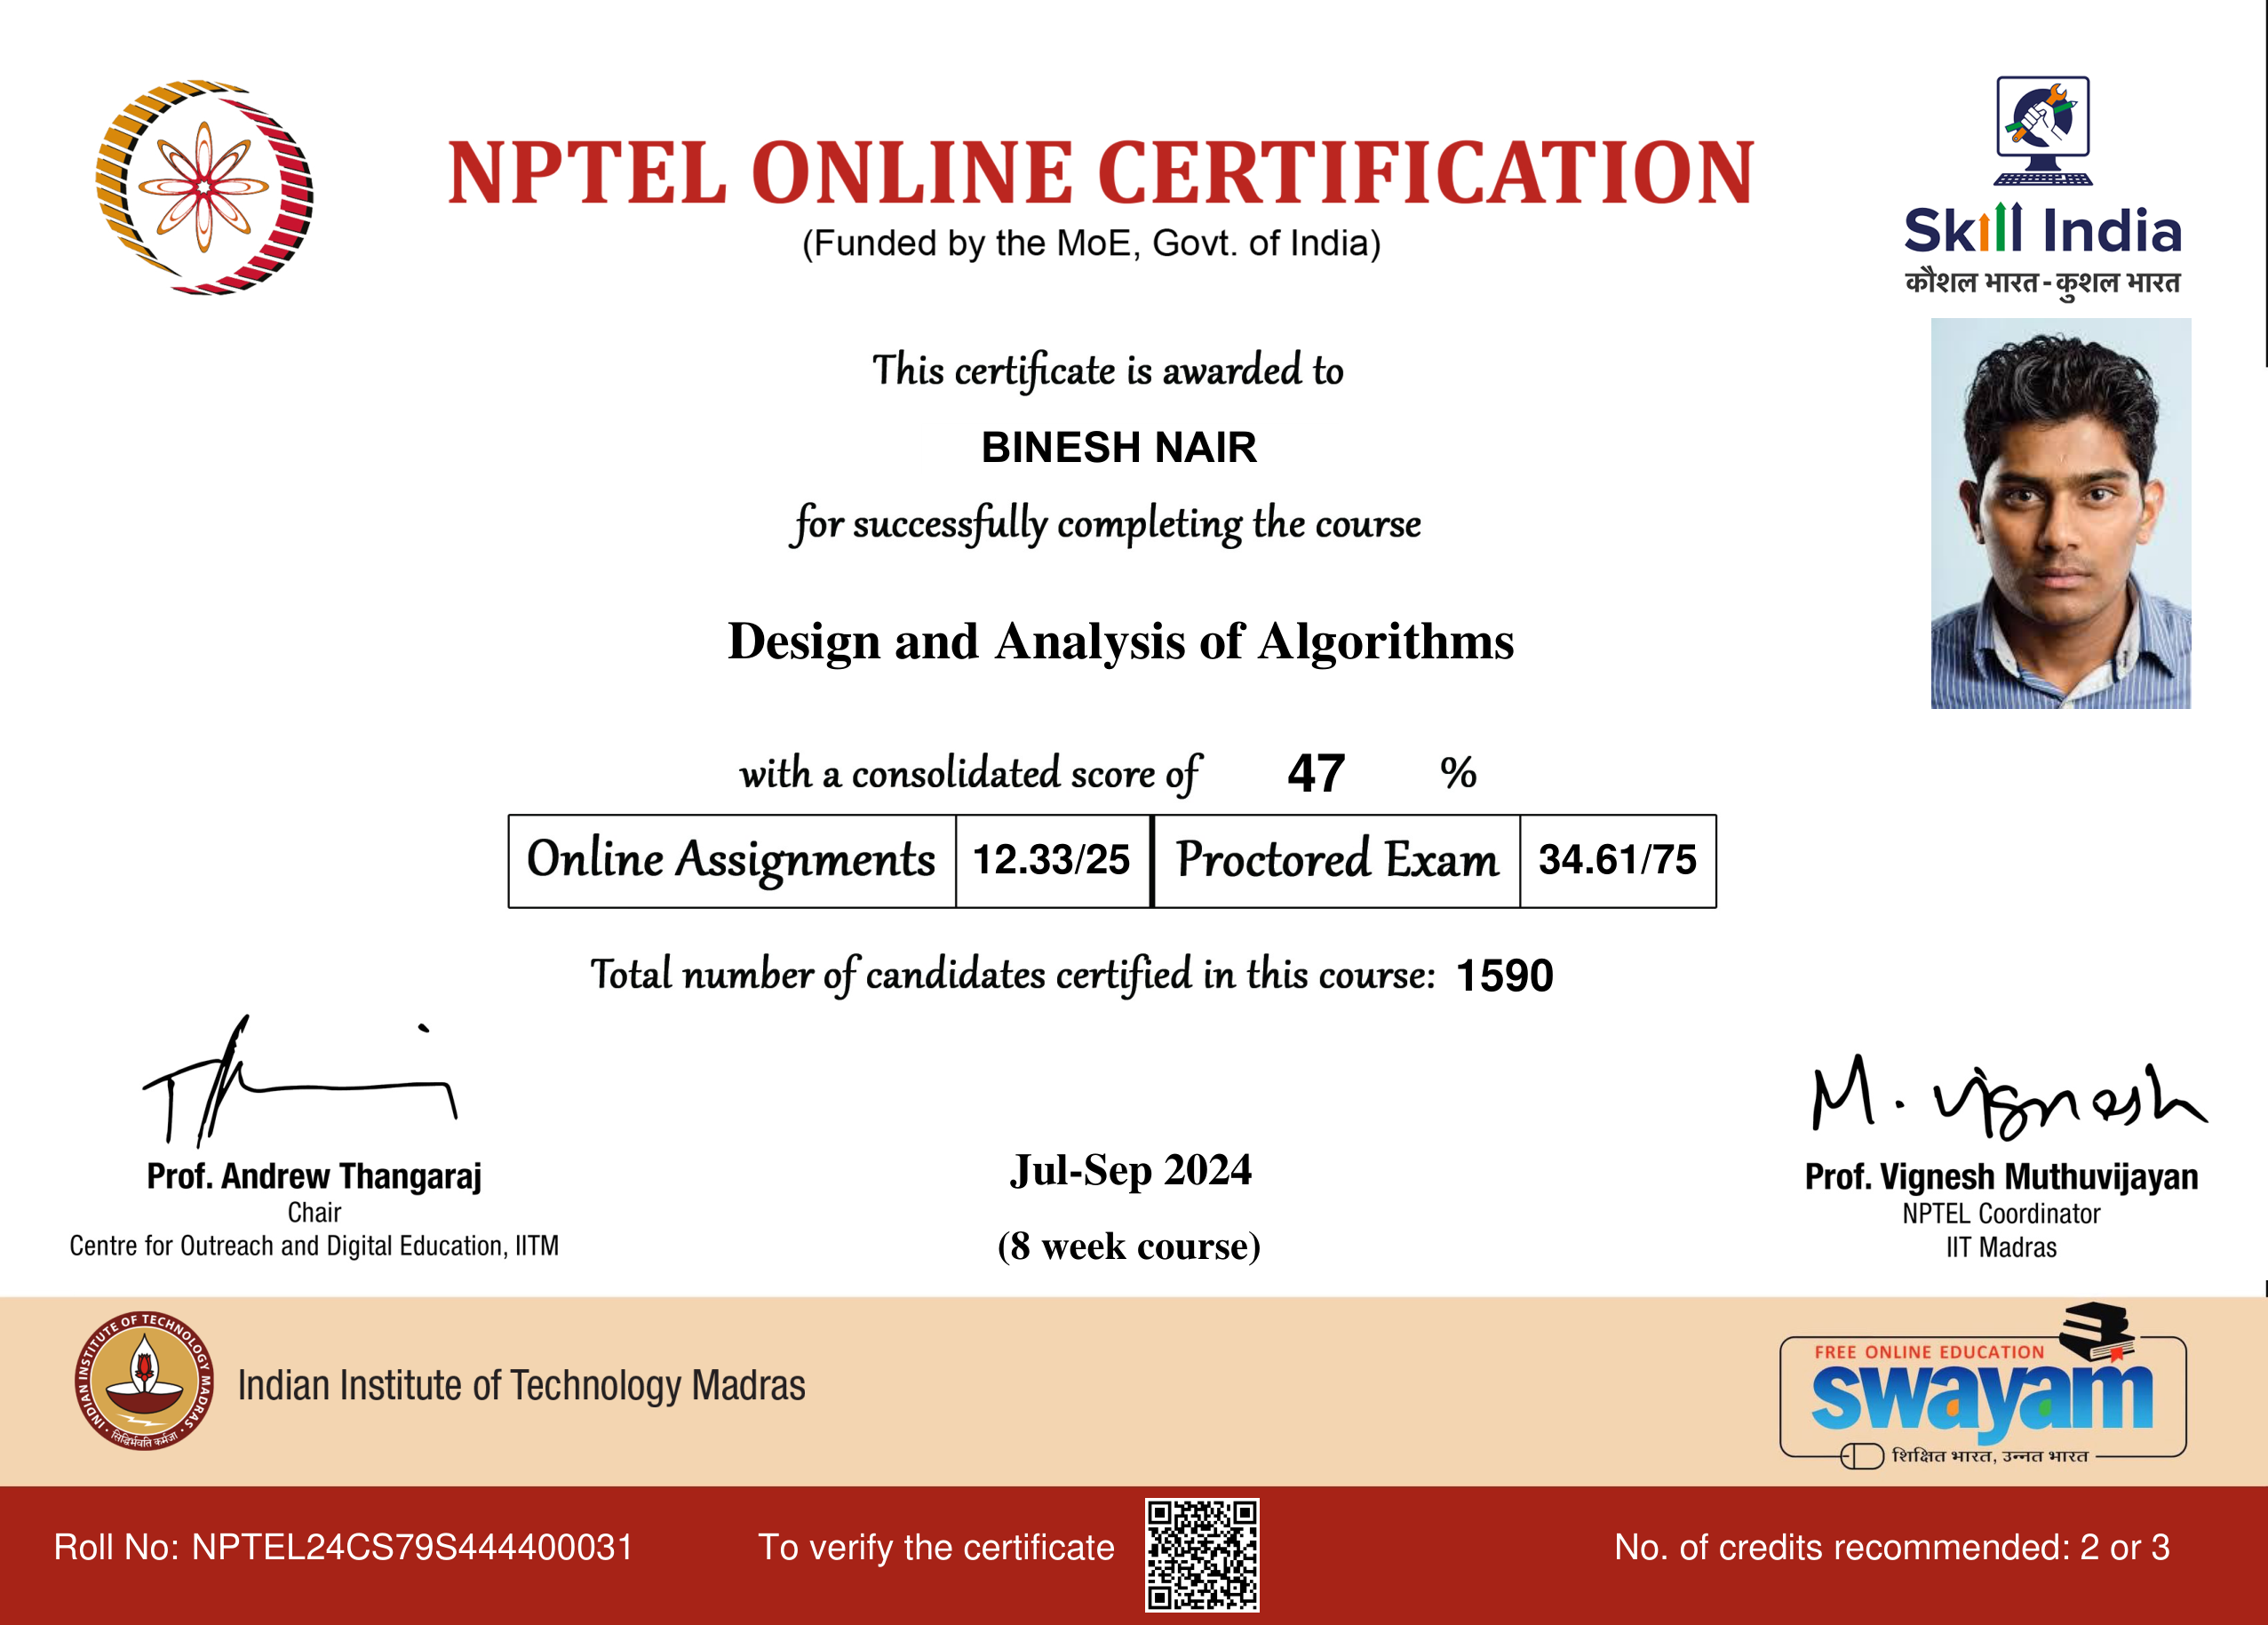 NPTEL ONLINE CERTIFICATION
(Funded by the MoE, Govt. of India)
Skill India
कौशल भारत - कुशल भारत
This certificate is awarded to
BINESH NAIR
for successfully completing the course
Design and Analysis of Algorithms
with a consolidated score of 47 %
Online Assignments 12.33/25 Proctored Exam 34.61/75
Total number of candidates certified in this course: 1590
M. Vignesh
Prof. Andrew Thangaraj
Chair
Centre for Outreach and Digital Education, IITM
Jul-Sep 2024
(8 week course)
Prof. Vignesh Muthuvijayan
NPTEL Coordinator
IIT Madras
INDIAN INSTITUTE OF TECHNOLOGY MADRAS
सिद्धिर्भवति कर्मजा
Indian Institute of Technology Madras
FREE ONLINE EDUCATION
swayam
शिक्षित भारत, उन्नत भारत
Roll No: NPTEL24CS79S444400031
To verify the certificate
No. of credits recommended: 2 or 3